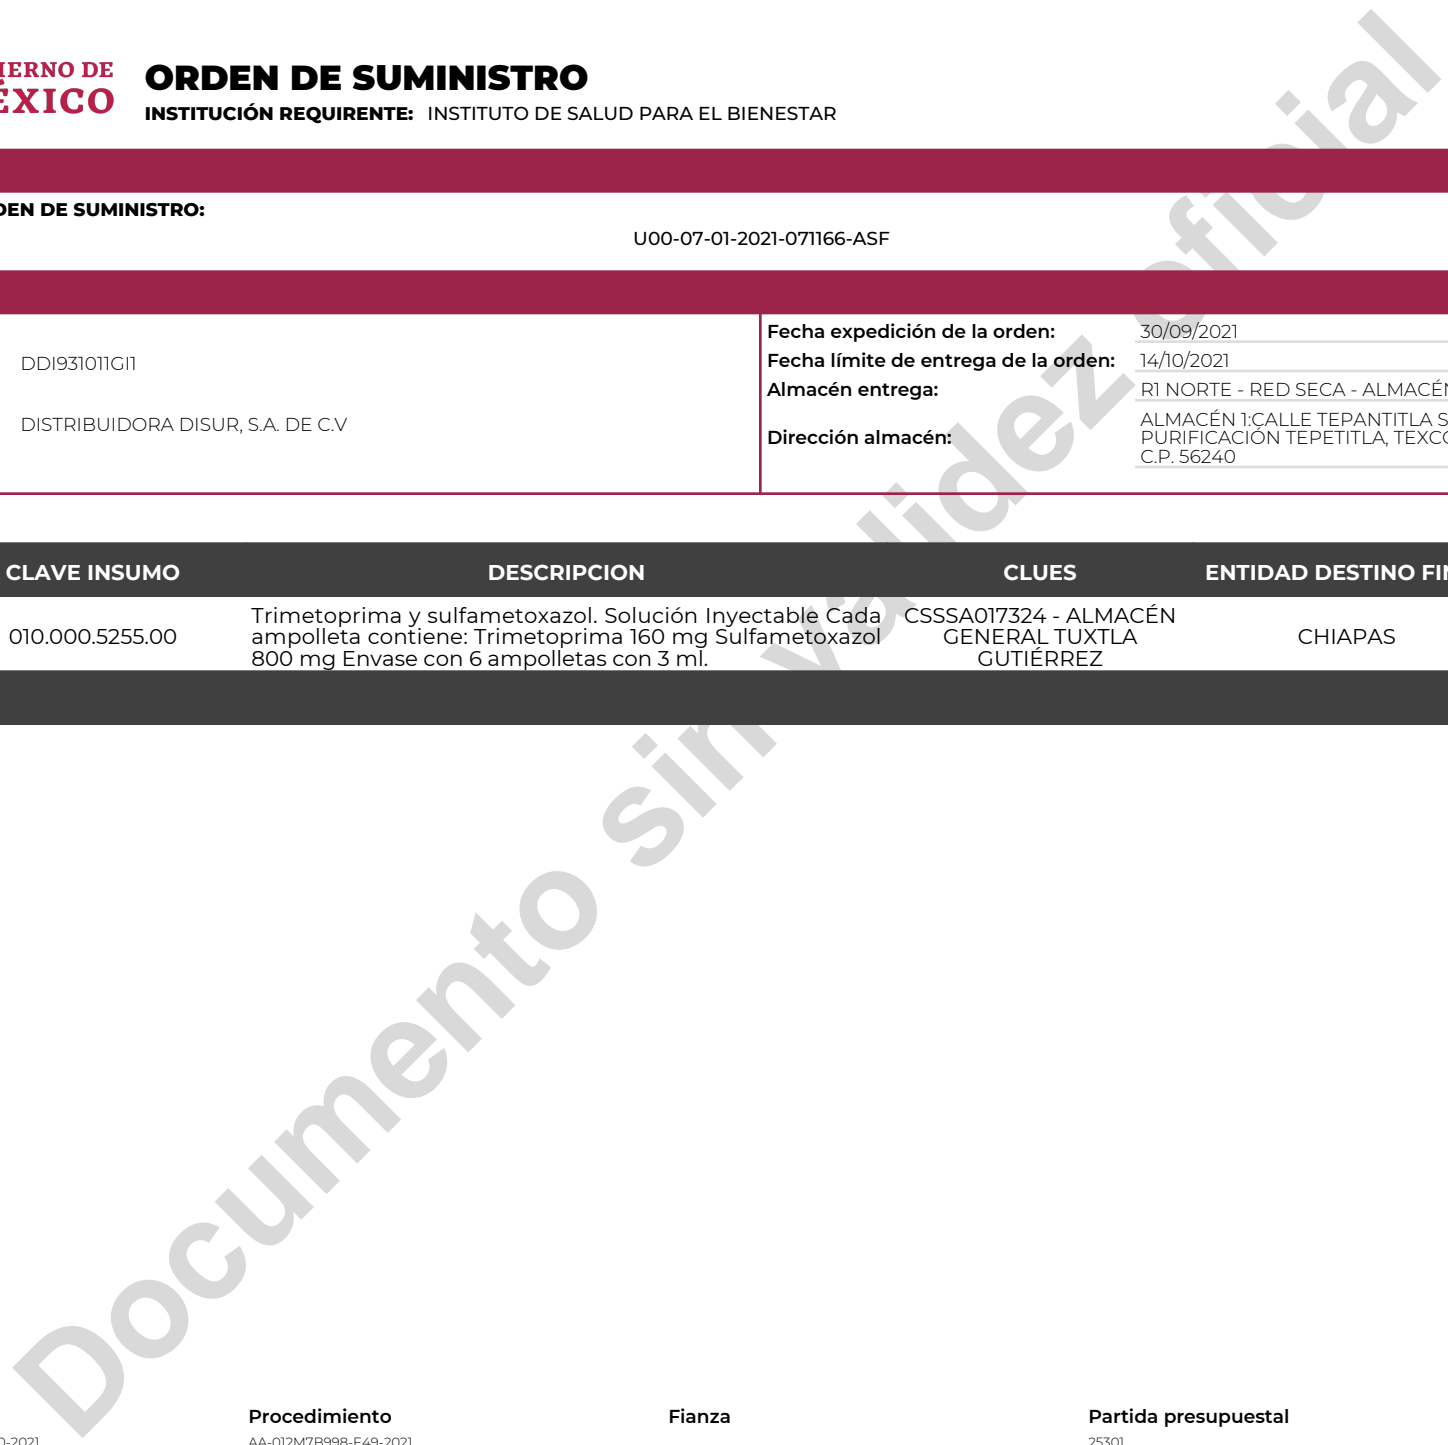 IERNO DE
ÉXICO
ORDEN DE SUMINISTRO
INSTITUCIÓN REQUIRENTE: INSTITUTO DE SALUD PARA EL BIENESTAR
DEN DE SUMINISTRO:
U00-07-01-2021-071166-ASF
DDI931011GI1
DISTRIBUIDORA DISUR, S.A. DE C.V
Fecha expedición de la orden: 30/09/2021
Fecha límite de entrega de la orden: 14/10/2021
Almacén entrega: R1 NORTE - RED SECA - ALMACÉN
Dirección almacén:
ALMACÉN 1:CALLE TEPANTITLA S
PURIFICACIÓN TEPETITLA, TEXCO
C.P. 56240
CLAVE INSUMO DESCRIPCION CLUES ENTIDAD DESTINO FIN
010.000.5255.00
Trimetoprima y sulfametoxazol. Solución Inyectable Cada
ampolleta contiene: Trimetoprima 160 mg Sulfametoxazol
800 mg Envase con 6 ampolletas con 3 ml.
CSSSA017324 - ALMACÉN
GENERAL TUXTLA
GUTIÉRREZ
CHIAPAS
Documento sin validez oficial
Procedimiento Fianza Partida presupuestal
0-2021 AA-012M7B998-E49-2021 25301